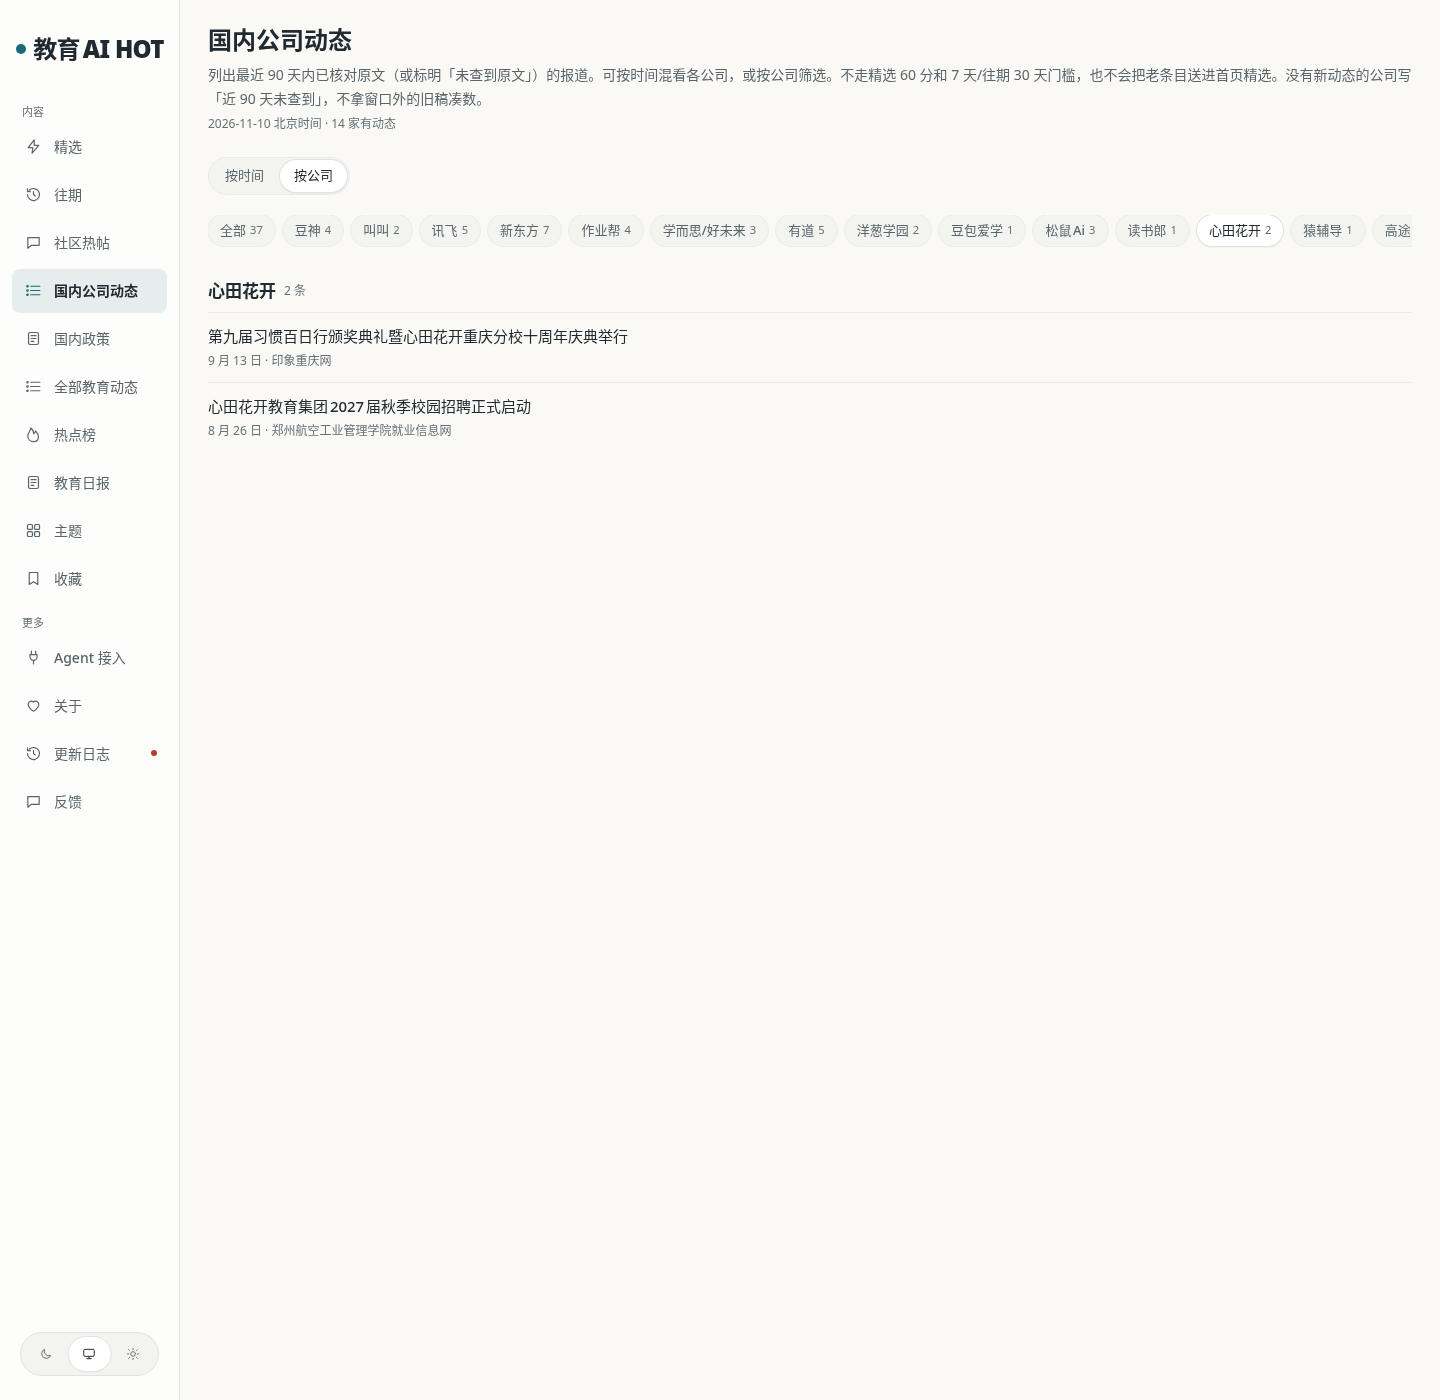 教育 AI HOT
内容
精选
往期
社区热帖
国内公司动态
国内政策
全部教育动态
热点榜
教育日报
主题
收藏
更多
Agent 接入
关于
更新日志
反馈
国内公司动态
列出最近 90 天内已核对原文（或标明「未查到原文」）的报道。可按时间混看各公司，或按公司筛选。不走精选 60 分和 7 天/往期 30 天门槛，也不会把老条目送进首页精选。没有新动态的公司写
「近 90 天未查到」，不拿窗口外的旧稿凑数。
2026-11-10 北京时间 · 14 家有动态
按时间 按公司
全部 37 豆神 4 叫叫 2 讯飞 5 新东方 7 作业帮 4 学而思/好未来 3 有道 5 洋葱学园 2 豆包爱学 1 松鼠Ai 3 读书郎 1 心田花开 2 猿辅导 1 高途
心田花开 2 条
第九届习惯百日行颁奖典礼暨心田花开重庆分校十周年庆典举行
9 月 13 日 · 印象重庆网
心田花开教育集团 2027 届秋季校园招聘正式启动
8 月 26 日 · 郑州航空工业管理学院就业信息网